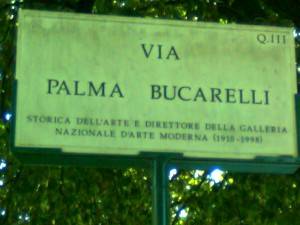 Q.III
VIA
PALMA BUCARELLI
STORICA DELL'ARTE E DIRETTORE DELLA GALLERIA
NAZIONALE D'ARTE MODERNA (1910-1998)